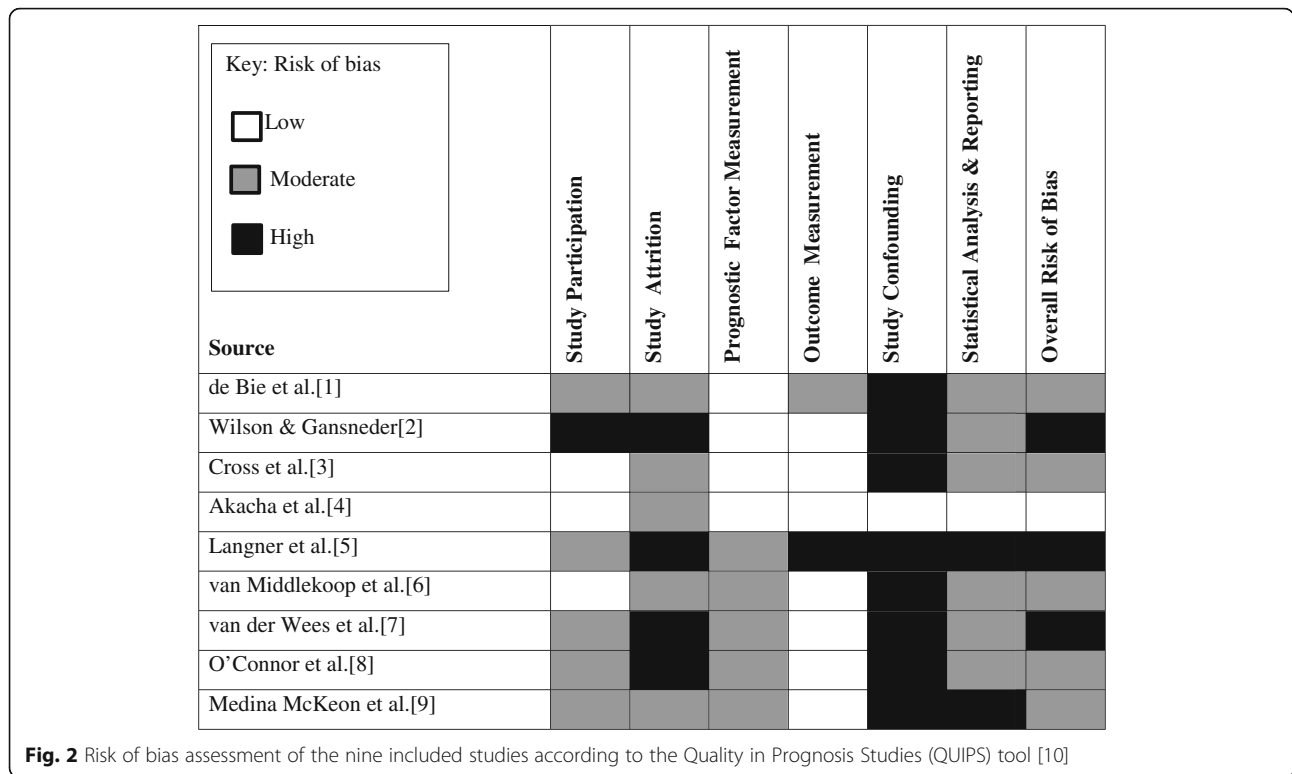 Key: Risk of bias
Low
Moderate
High
Source
Study Participation
Study Attrition
Prognostic Factor Measurement
Outcome Measurement
Study Confounding
Statistical Analysis & Reporting
Overall Risk of Bias
de Bie et al.[1]
Wilson & Gansneder[2]
Cross et al.[3]
Akacha et al.[4]
Langner et al.[5]
van Middlekoop et al.[6]
van der Wees et al.[7]
O’Connor et al.[8]
Medina McKeon et al.[9]
Fig. 2 Risk of bias assessment of the nine included studies according to the Quality in Prognosis Studies (QUIPS) tool [10]